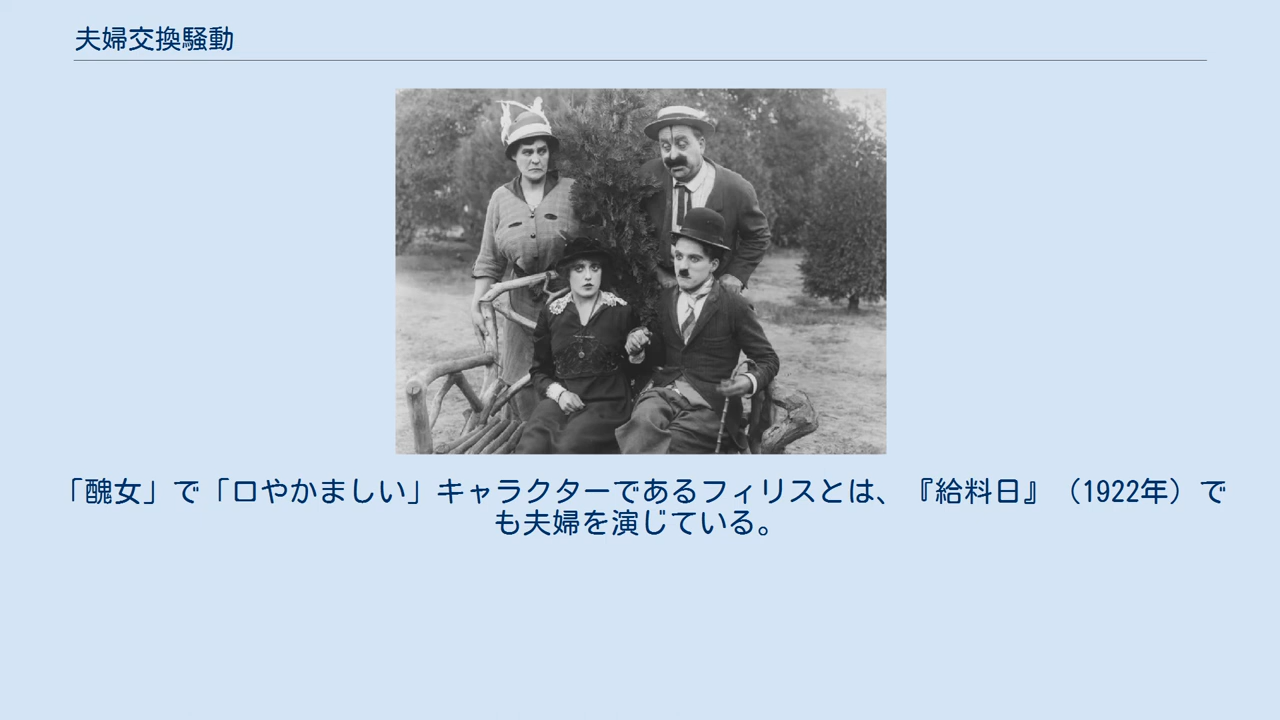 夫婦交換騒動
「醜女」で「口やかましい」キャラクターであるフィリスとは、『給料日』（1922年）で
も夫婦を演じている。